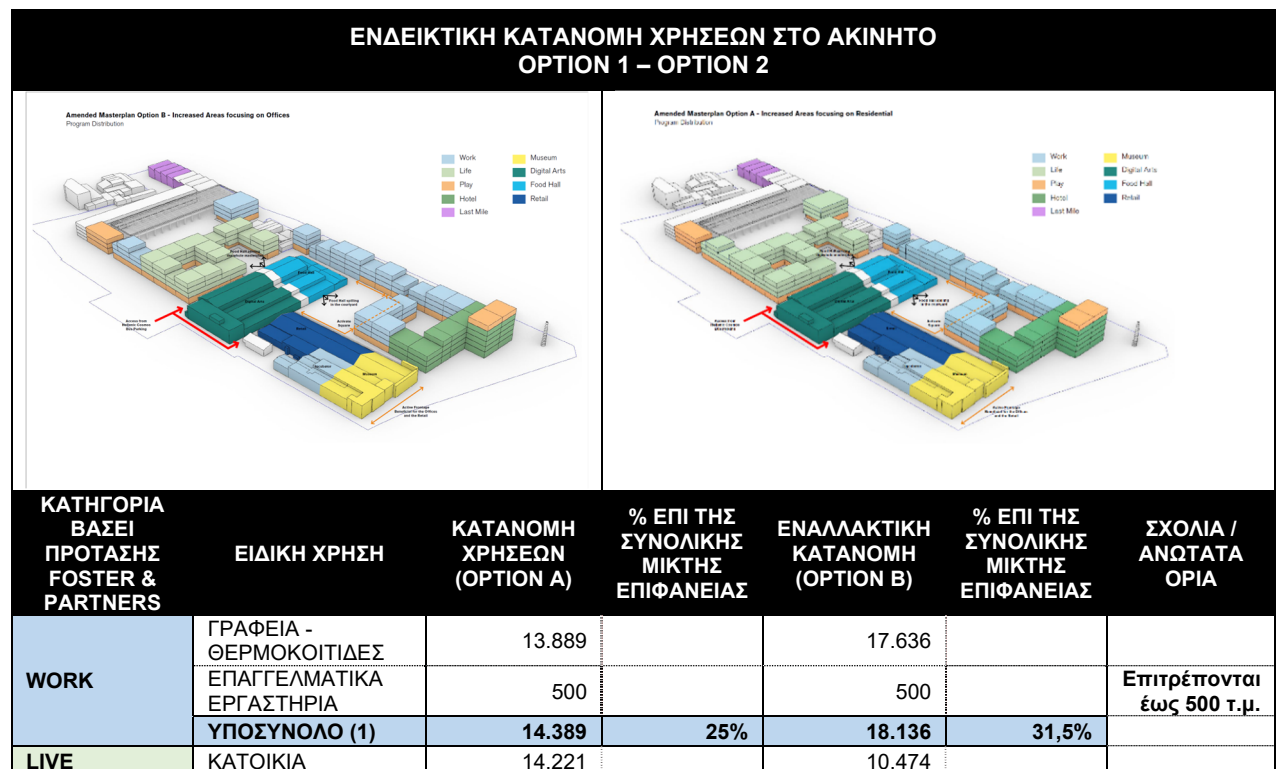 ΕΝΔΕΙΚΤΙΚΗ ΚΑΤΑΝΟΜΗ ΧΡΗΣΕΩΝ ΣΤΟ ΑΚΙΝΗΤΟ
OPTION 1 – OPTION 2
Amended Masterplan Option B - Increased Areas focusing on Offices
Program Distribution
Work
Museum
Life
Digital Arts
Play
Food Hall
Hotel
Retail
Last Mile
Amended Masterplan Option A - Increased Areas focusing on Residential
Program Distribution
Work
Museum
Life
Digital Arts
Play
Food Hall
Hotel
Retail
Last Mile
ΚΑΤΗΓΟΡΙΑ
ΒΑΣΕΙ
ΠΡΟΤΑΣΗΣ
FOSTER &
PARTNERS
ΕΙΔΙΚΗ ΧΡΗΣΗ
ΚΑΤΑΝΟΜΗ
ΧΡΗΣΕΩΝ
(OPTION A)
% ΕΠΙ ΤΗΣ
ΣΥΝΟΛΙΚΗΣ
ΜΙΚΤΗΣ
ΕΠΙΦΑΝΕΙΑΣ
ΕΝΑΛΛΑΚΤΙΚΗ
ΚΑΤΑΝΟΜΗ
(OPTION B)
% ΕΠΙ ΤΗΣ
ΣΥΝΟΛΙΚΗΣ
ΜΙΚΤΗΣ
ΕΠΙΦΑΝΕΙΑΣ
ΣΧΟΛΙΑ /
ΑΝΩΤΑΤΑ
ΟΡΙΑ
WORK
ΓΡΑΦΕΙΑ -
ΘΕΡΜΟΚΟΙΤΙΔΕΣ
13.889
17.636
ΕΠΑΓΓΕΛΜΑΤΙΚΑ
ΕΡΓΑΣΤΗΡΙΑ
500
500
Επιτρέπονται
έως 500 τ.μ.
ΥΠΟΣΥΝΟΛΟ (1)
14.389
25%
18.136
31,5%
LIVE
ΚΑΤΟΙΚΙΑ
14.221
10.474